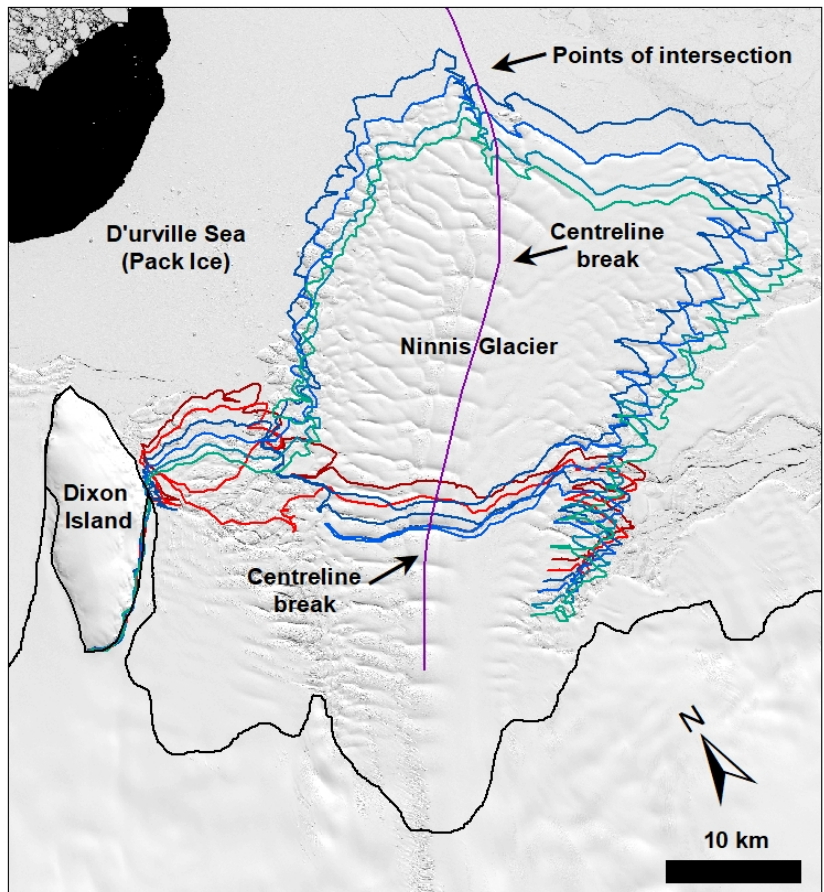 Points of intersection
D'urville Sea
(Pack Ice)
Centreline
break
Ninnis Glacier
Dixon
Island
Centreline
break
N
10 km